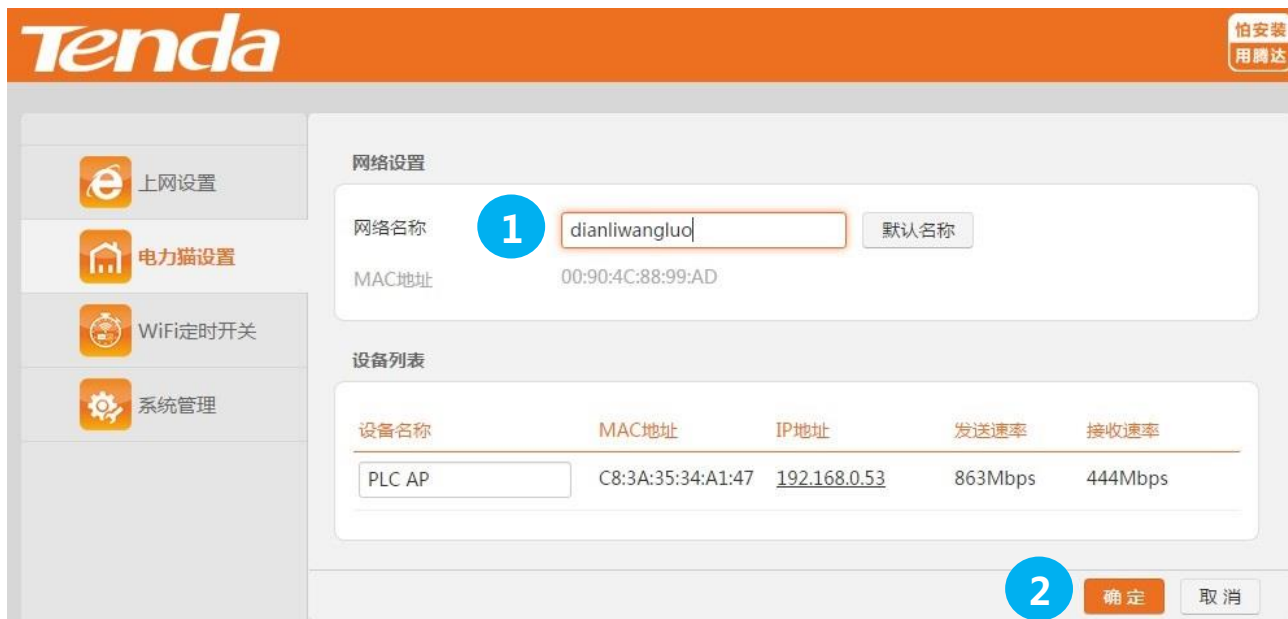 Tenda
怕安装
用腾达
上网设置
电力猫设置
WiFi定时开关
系统管理
网络设置
网络名称 1 dianliwangluo 默认名称
MAC地址 00:90:4C:88:99:AD
设备列表
设备名称 MAC地址 IP地址 发送速率 接收速率
PLC AP C8:3A:35:34:A1:47 192.168.0.53 863Mbps 444Mbps
2 确定 取消